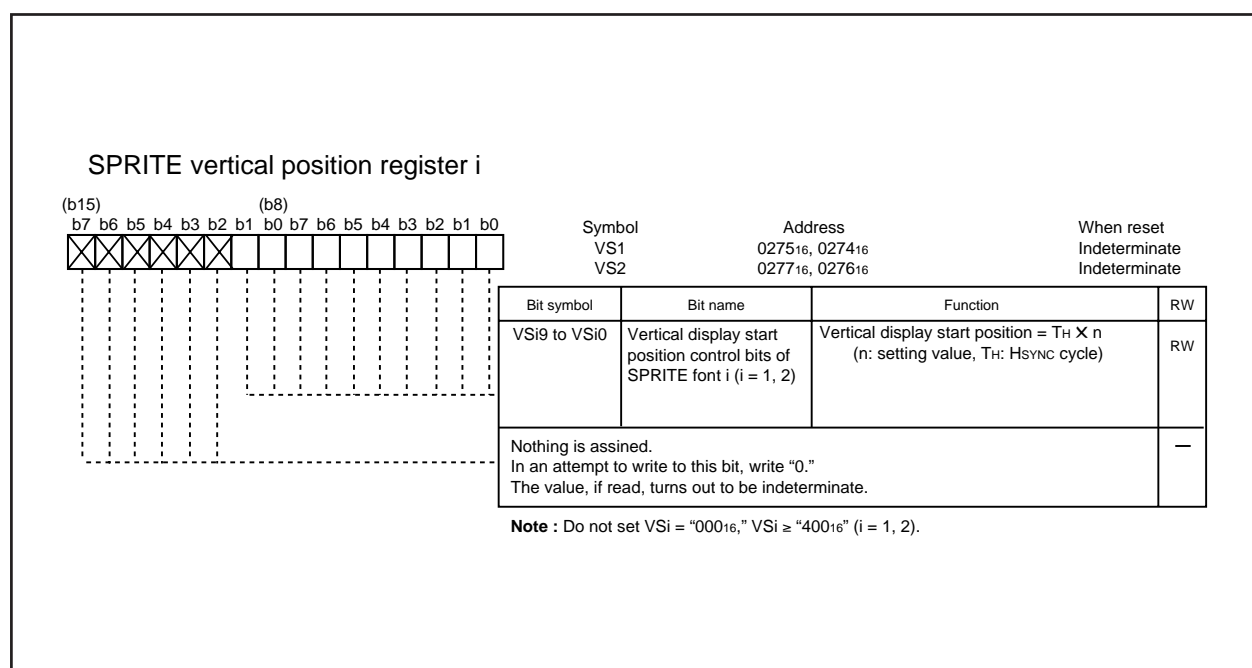 SPRITE vertical position register i
(b15) (b8)
b7 b6 b5 b4 b3 b2 b1 b0 b7 b6 b5 b4 b3 b2 b1 b0
Symbol Address When reset
VS1 027516, 027416 Indeterminate
VS2 027716, 027616 Indeterminate
Bit symbol Bit name Function RW
VSi9 to VSi0 Vertical display start Vertical display start position = TH X n RW
position control bits of (n: setting value, TH: HSYNC cycle)
SPRITE font i (i = 1, 2)
Nothing is assined. —
In an attempt to write to this bit, write “0.”
The value, if read, turns out to be indeterminate.
Note : Do not set VSi = “00016,” VSi ≥ “40016” (i = 1, 2).